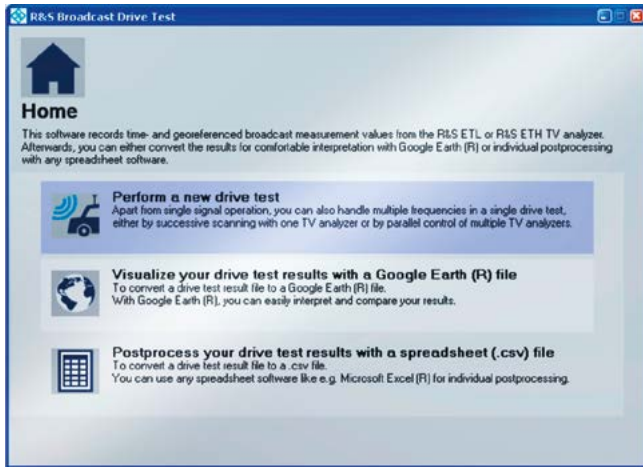 R&S Broadcast Drive Test
Home
This software records time- and georeferenced broadcast measurement values from the R&S ETL or R&S ETH TV analyzer.
Afterwards, you can either convert the results for comfortable interpretation with Google Earth (R) or individual postprocessing
with any spreadsheet software.
Perform a new drive test
Apart from single signal operation, you can also handle multiple frequencies in a single drive test,
either by successive scanning with one TV analyzer or by parallel control of multiple TV analyzers.
Visualize your drive test results with a Google Earth (R) file
To convert a drive test result file to a Google Earth (R) file.
With Google Earth (R), you can easily interpret and compare your results.
Postprocess your drive test results with a spreadsheet (.csv) file
To convert a drive test result file to a .csv file.
You can use any spreadsheet software like e.g. Microsoft Excel (R) for individual postprocessing.